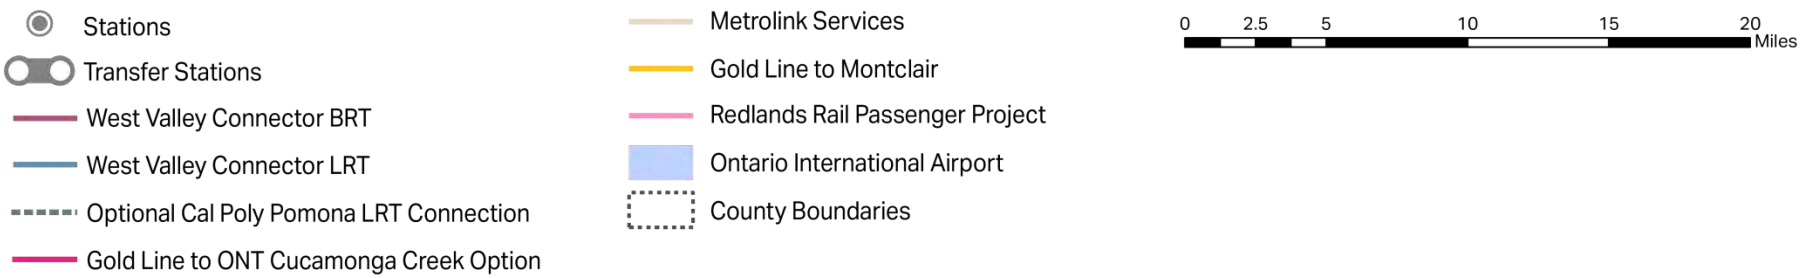 Stations
Transfer Stations
West Valley Connector BRT
West Valley Connector LRT
Optional Cal Poly Pomona LRT Connection
Gold Line to ONT Cucamonga Creek Option
Metrolink Services
Gold Line to Montclair
Redlands Rail Passenger Project
Ontario International Airport
County Boundaries
0 2.5 5 10 15 20
Miles